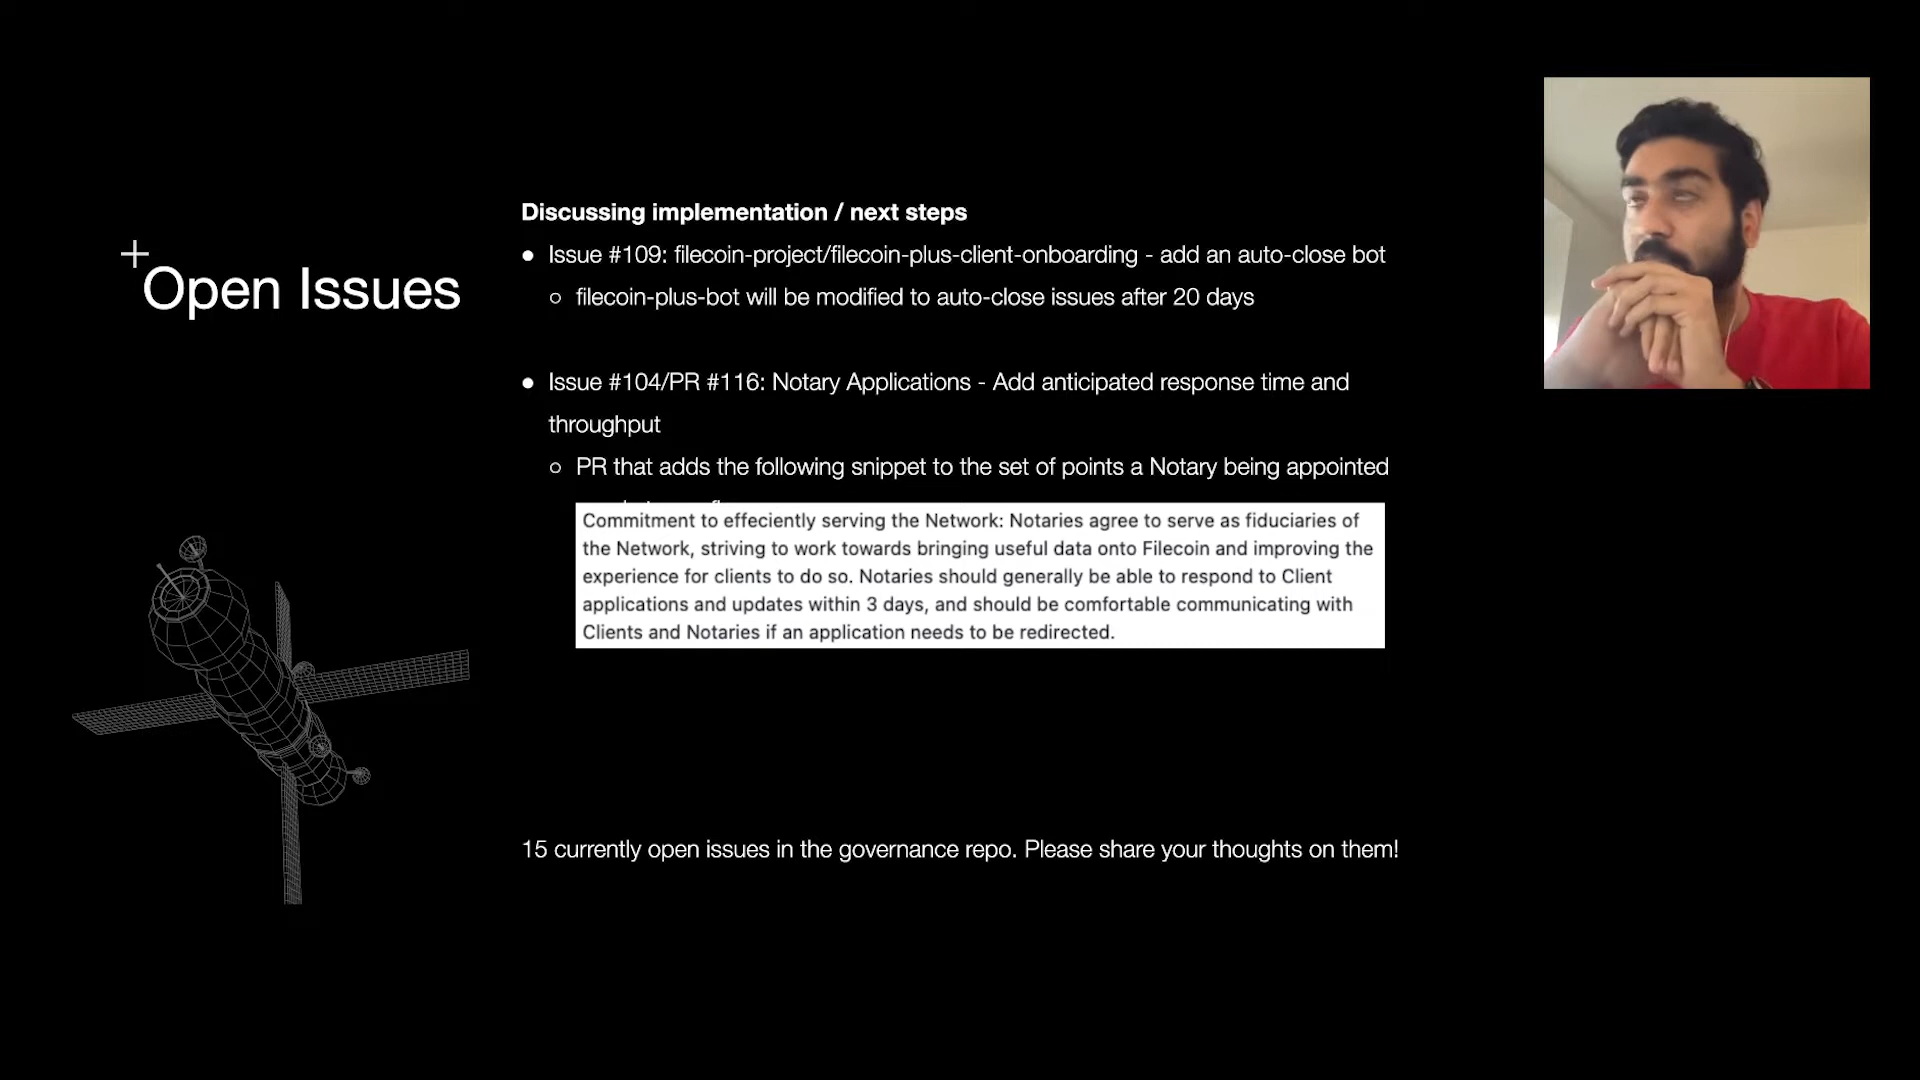 Open Issues
Discussing implementation / next steps
● Issue #109: filecoin-project/filecoin-plus-client-onboarding - add an auto-close bot
○ filecoin-plus-bot will be modified to auto-close issues after 20 days
● Issue #104/PR #116: Notary Applications - Add anticipated response time and
throughput
○ PR that adds the following snippet to the set of points a Notary being appointed
Commitment to effeciently serving the Network: Notaries agree to serve as fiduciaries of
the Network, striving to work towards bringing useful data onto Filecoin and improving the
experience for clients to do so. Notaries should generally be able to respond to Client
applications and updates within 3 days, and should be comfortable communicating with
Clients and Notaries if an application needs to be redirected.
15 currently open issues in the governance repo. Please share your thoughts on them!